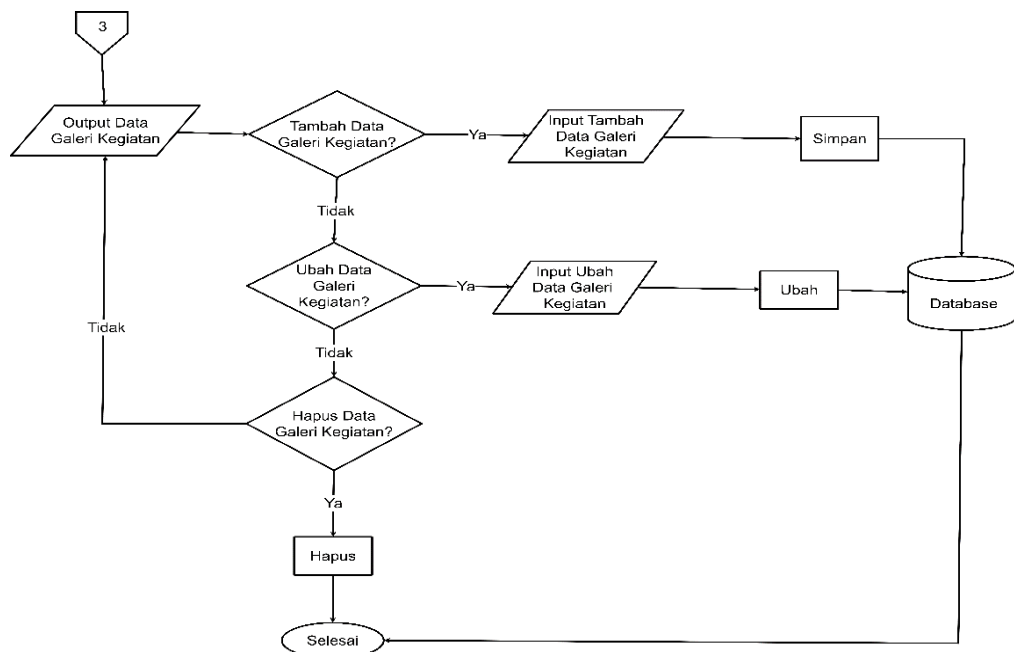 3
Output Data
Galeri Kegiatan
Tambah Data
Galeri Kegiatan?
Ya
Input Tambah
Data Galeri
Kegiatan
Simpan
Tidak
Ubah Data
Galeri
Kegiatan?
Ya
Input Ubah
Data Galeri
Kegiatan
Ubah
Database
Tidak
Tidak
Hapus Data
Galeri Kegiatan?
Ya
Hapus
Selesai